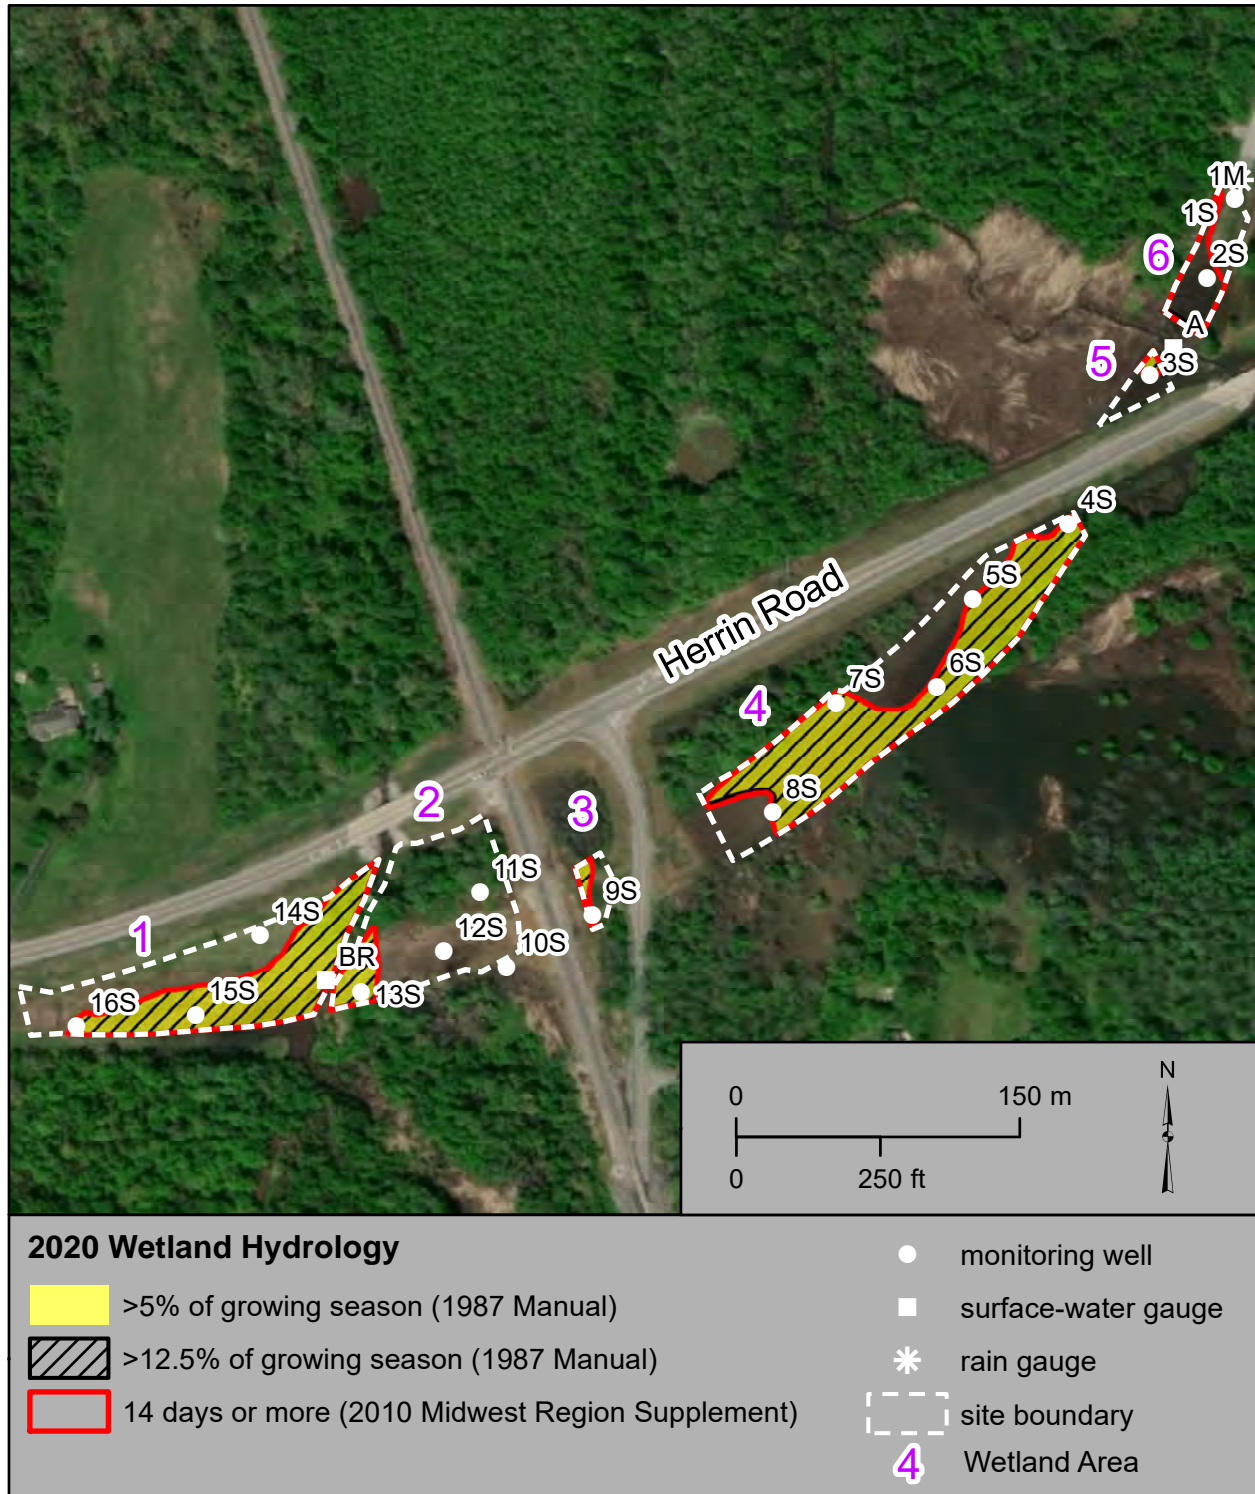 1M
1S
6
2S
A
5
3S
4S
5S
Herrin Road
6S
7S
4
8S
2
3
11S
9S
14S
1
12S
10S
BR
15S
13S
16S
N
0 150 m
0 250 ft
2020 Wetland Hydrology
>5% of growing season (1987 Manual)
>12.5% of growing season (1987 Manual)
14 days or more (2010 Midwest Region Supplement)
monitoring well
surface-water gauge
rain gauge
site boundary
4 Wetland Area